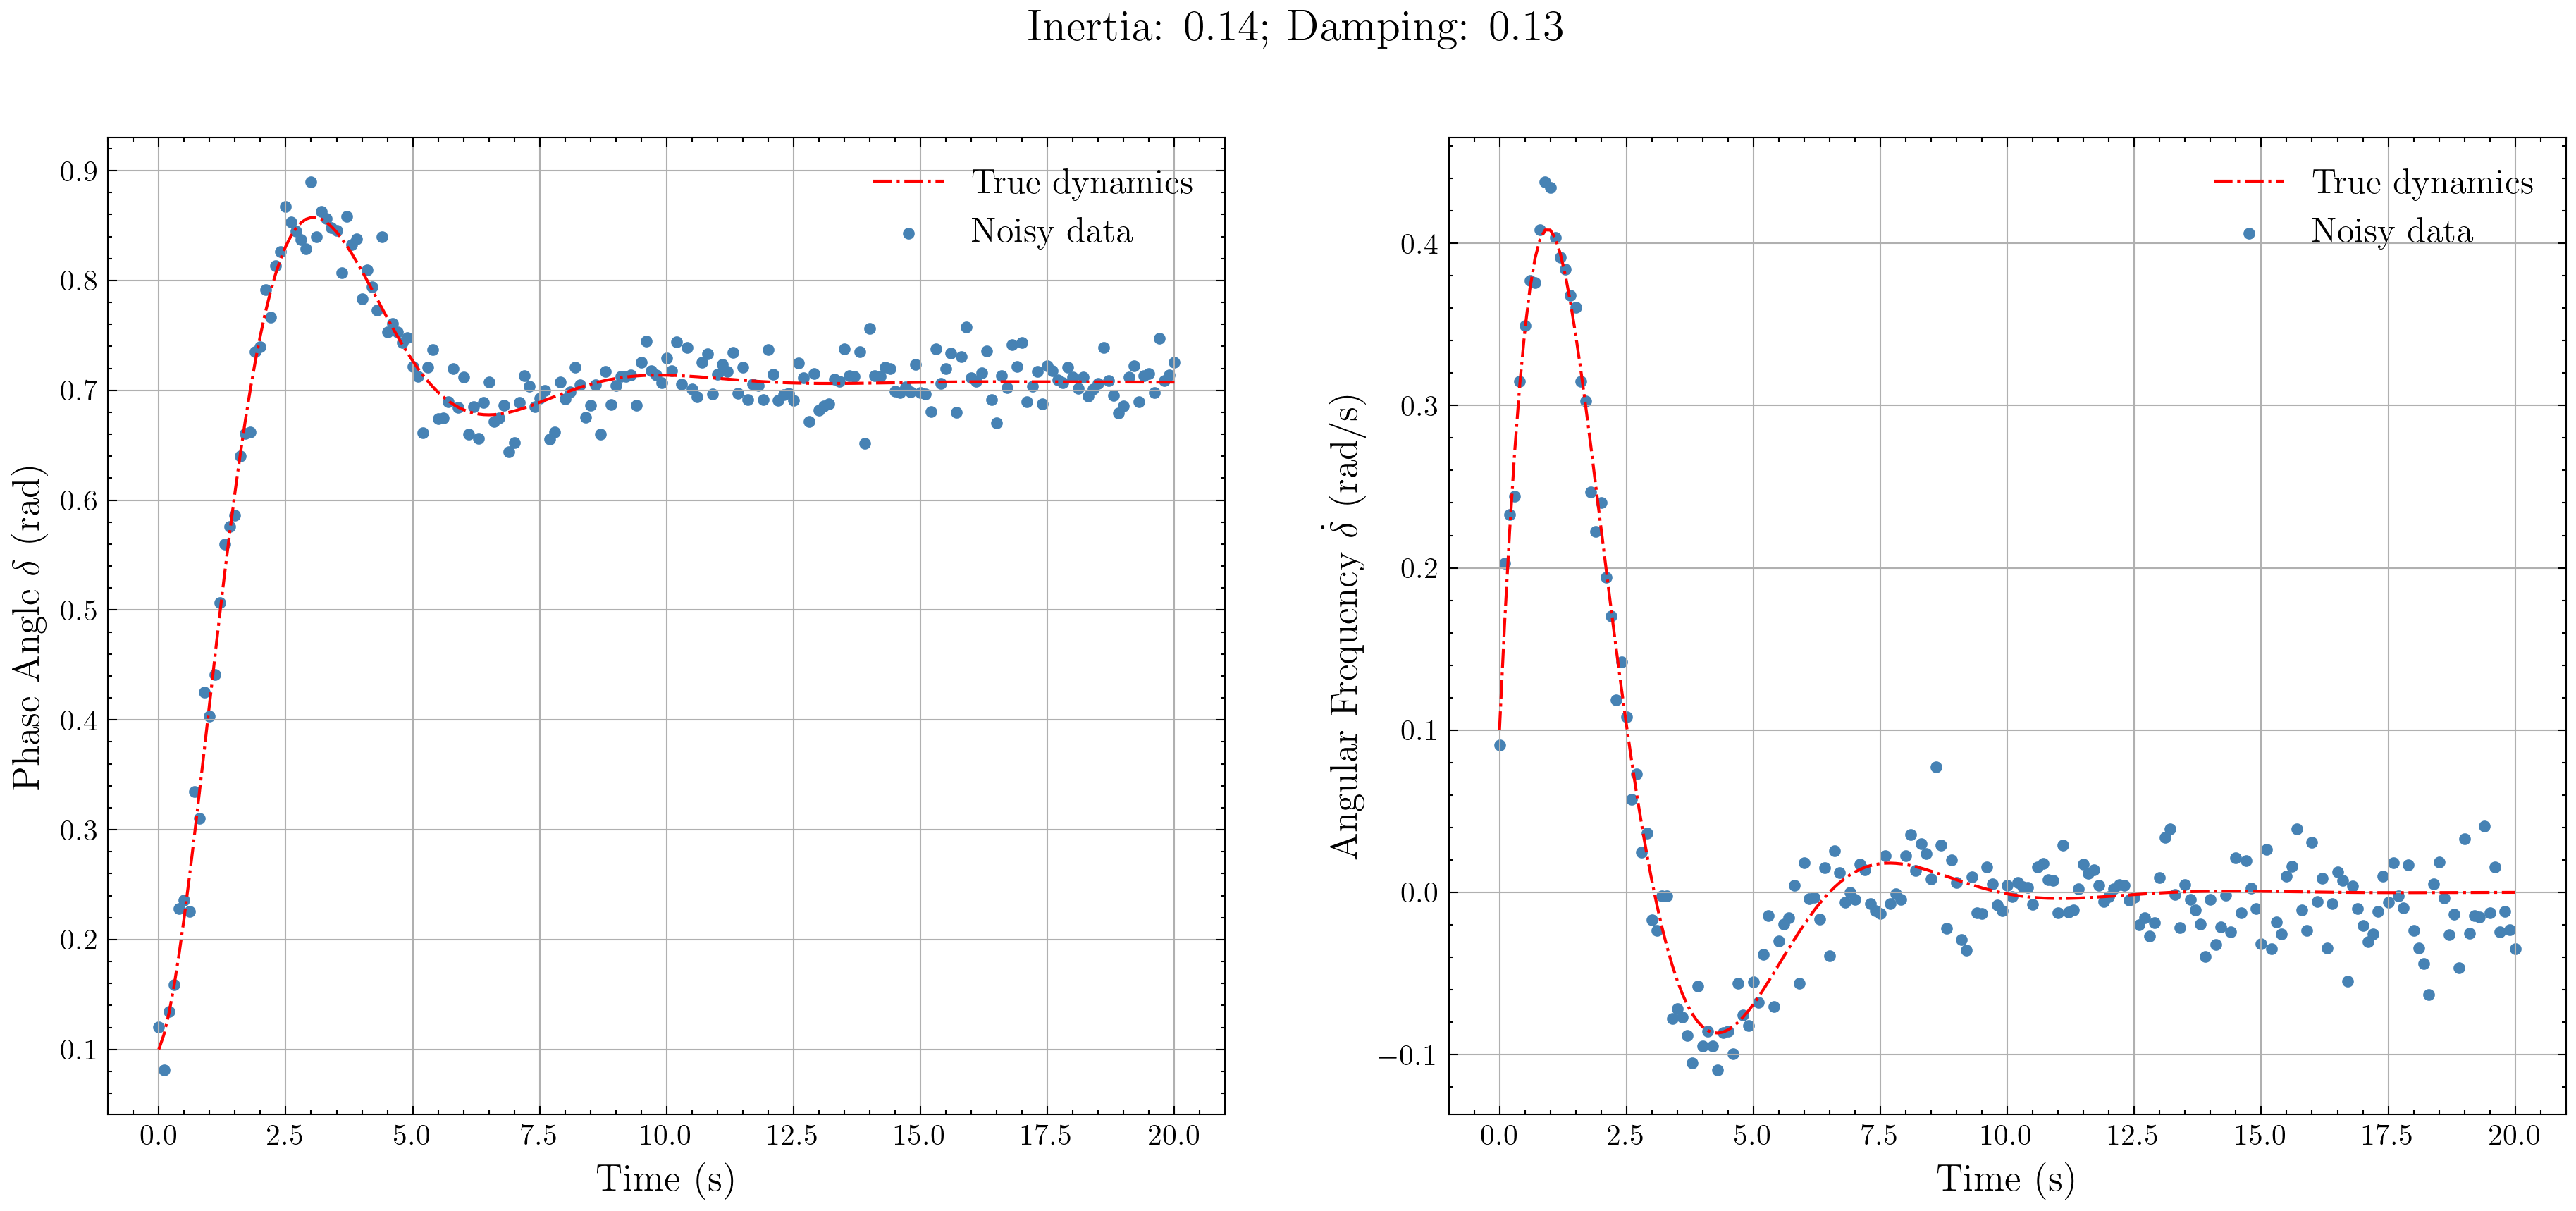 Inertia: 0.14; Damping: 0.13
Phase Angle δ (rad)
0.9
0.8
0.7
0.6
0.5
0.4
0.3
0.2
0.1
True dynamics
Noisy data
0.0 2.5 5.0 7.5 10.0 12.5 15.0 17.5 20.0
Time (s)
Angular Frequency δ̇ (rad/s)
0.4
0.3
0.2
0.1
0.0
−0.1
True dynamics
Noisy data
0.0 2.5 5.0 7.5 10.0 12.5 15.0 17.5 20.0
Time (s)